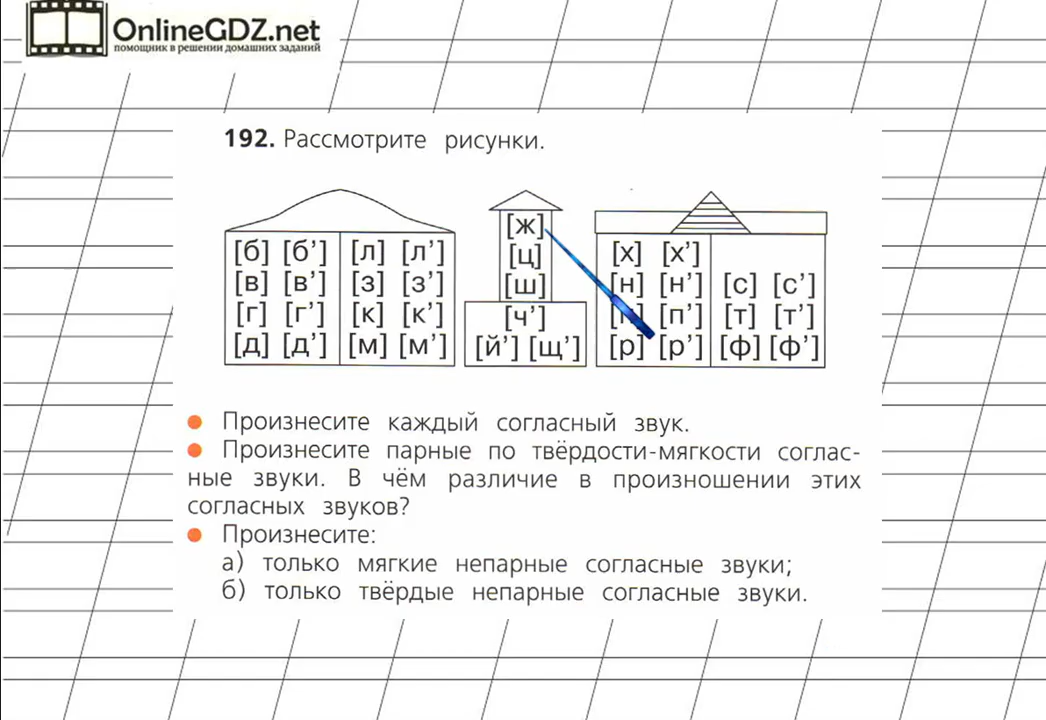 OnlineGDZ.net
помощник в решении домашних заданий
192. Рассмотрите рисунки.
[б] [б’] [л] [л’]
[в] [в’] [з] [з’]
[г] [г’] [к] [к’]
[д] [д’] [м] [м’]
[ж]
[ц]
[ш]
[ч’]
[й’] [щ’]
[х] [х’]
[н] [н’] [с] [с’]
[п’] [т] [т’]
[р] [р’] [ф] [ф’]
● Произнесите каждый согласный звук.
● Произнесите парные по твёрдости-мягкости соглас-
ные звуки. В чём различие в произношении этих
согласных звуков?
● Произнесите:
а) только мягкие непарные согласные звуки;
б) только твёрдые непарные согласные звуки.